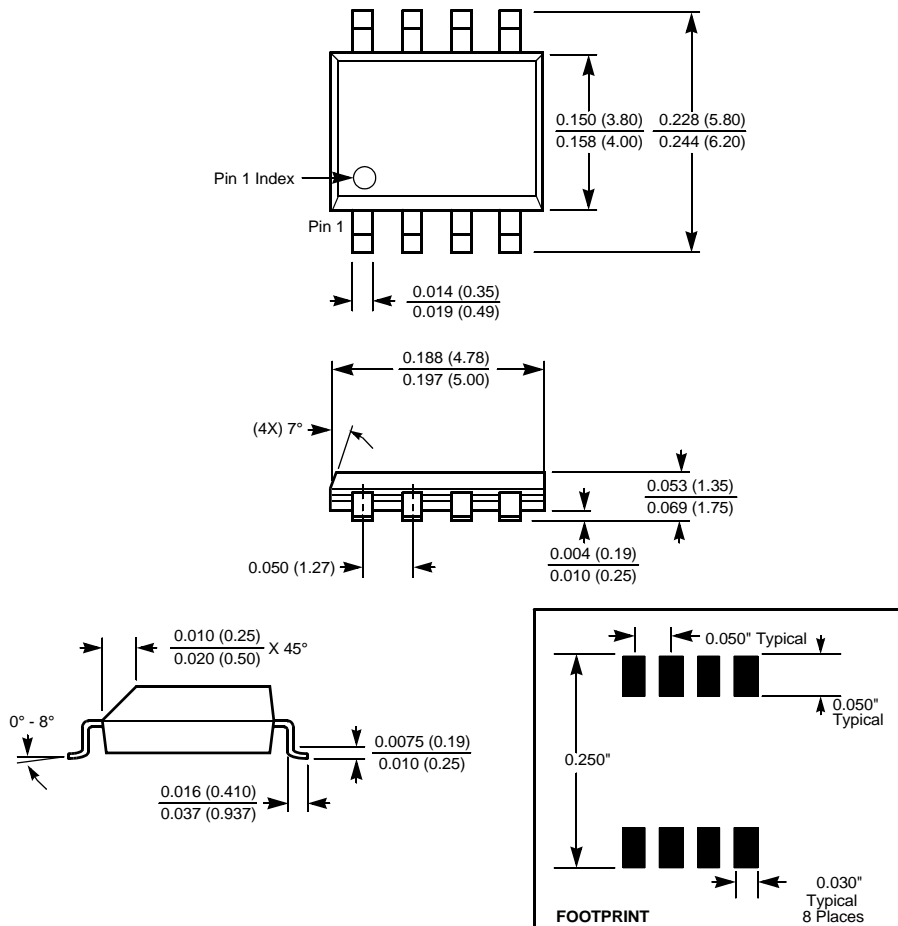 0.150 (3.80)
0.158 (4.00)
0.228 (5.80)
0.244 (6.20)
Pin 1 Index
Pin 1
0.014 (0.35)
0.019 (0.49)
0.188 (4.78)
0.197 (5.00)
(4X) 7°
0.053 (1.35)
0.069 (1.75)
0.050 (1.27)
0.004 (0.19)
0.010 (0.25)
0.010 (0.25)
0.020 (0.50)
X 45°
0° - 8°
0.0075 (0.19)
0.010 (0.25)
0.016 (0.410)
0.037 (0.937)
0.050" Typical
0.050"
Typical
0.250"
0.030"
Typical
8 Places
FOOTPRINT